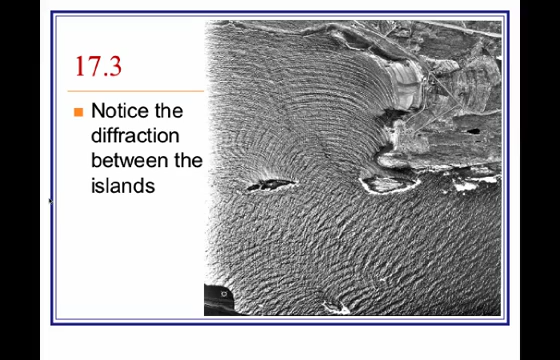 17.3
Notice the
diffraction
between the
islands